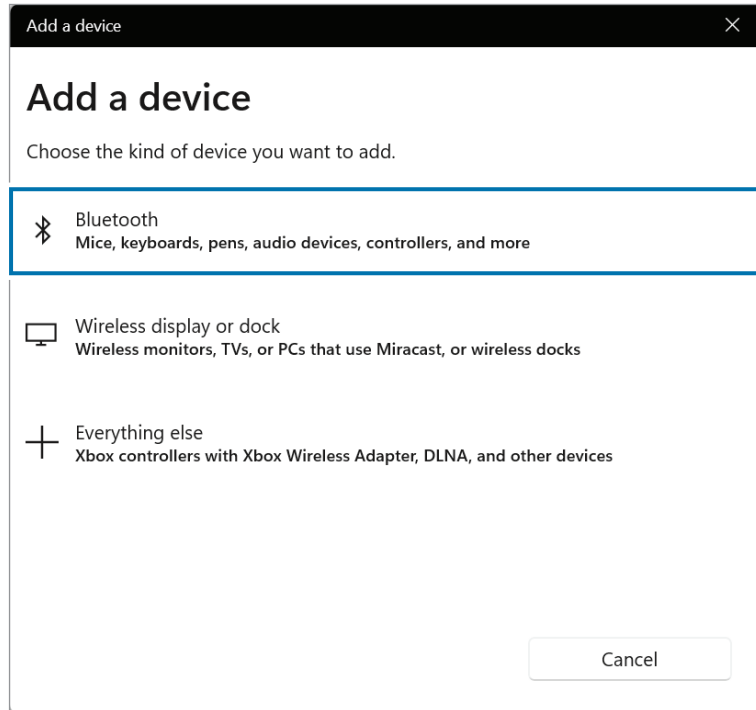 Add a device
Add a device
Choose the kind of device you want to add.
Bluetooth
Mice, keyboards, pens, audio devices, controllers, and more
Wireless display or dock
Wireless monitors, TVs, or PCs that use Miracast, or wireless docks
Everything else
Xbox controllers with Xbox Wireless Adapter, DLNA, and other devices
Cancel